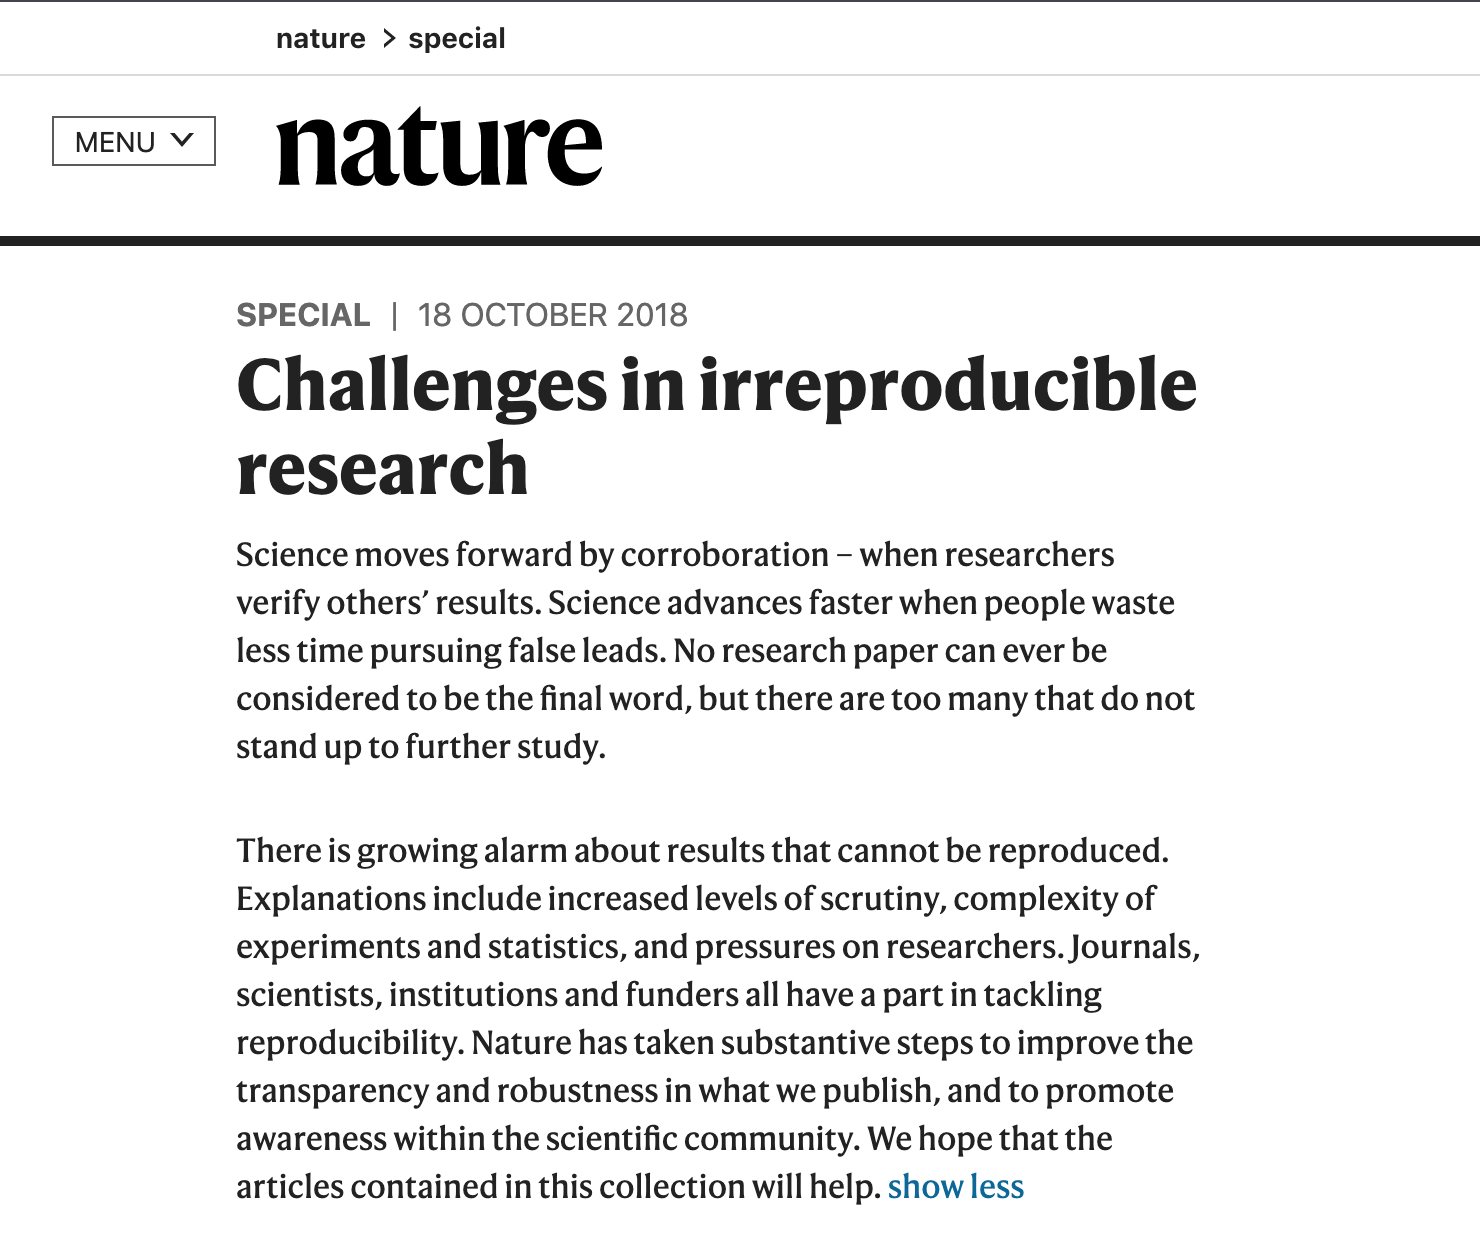 nature > special
MENU
nature
SPECIAL | 18 OCTOBER 2018
Challenges in irreproducible
research
Science moves forward by corroboration – when researchers
verify others’ results. Science advances faster when people waste
less time pursuing false leads. No research paper can ever be
considered to be the final word, but there are too many that do not
stand up to further study.
There is growing alarm about results that cannot be reproduced.
Explanations include increased levels of scrutiny, complexity of
experiments and statistics, and pressures on researchers. Journals,
scientists, institutions and funders all have a part in tackling
reproducibility. Nature has taken substantive steps to improve the
transparency and robustness in what we publish, and to promote
awareness within the scientific community. We hope that the
articles contained in this collection will help. show less